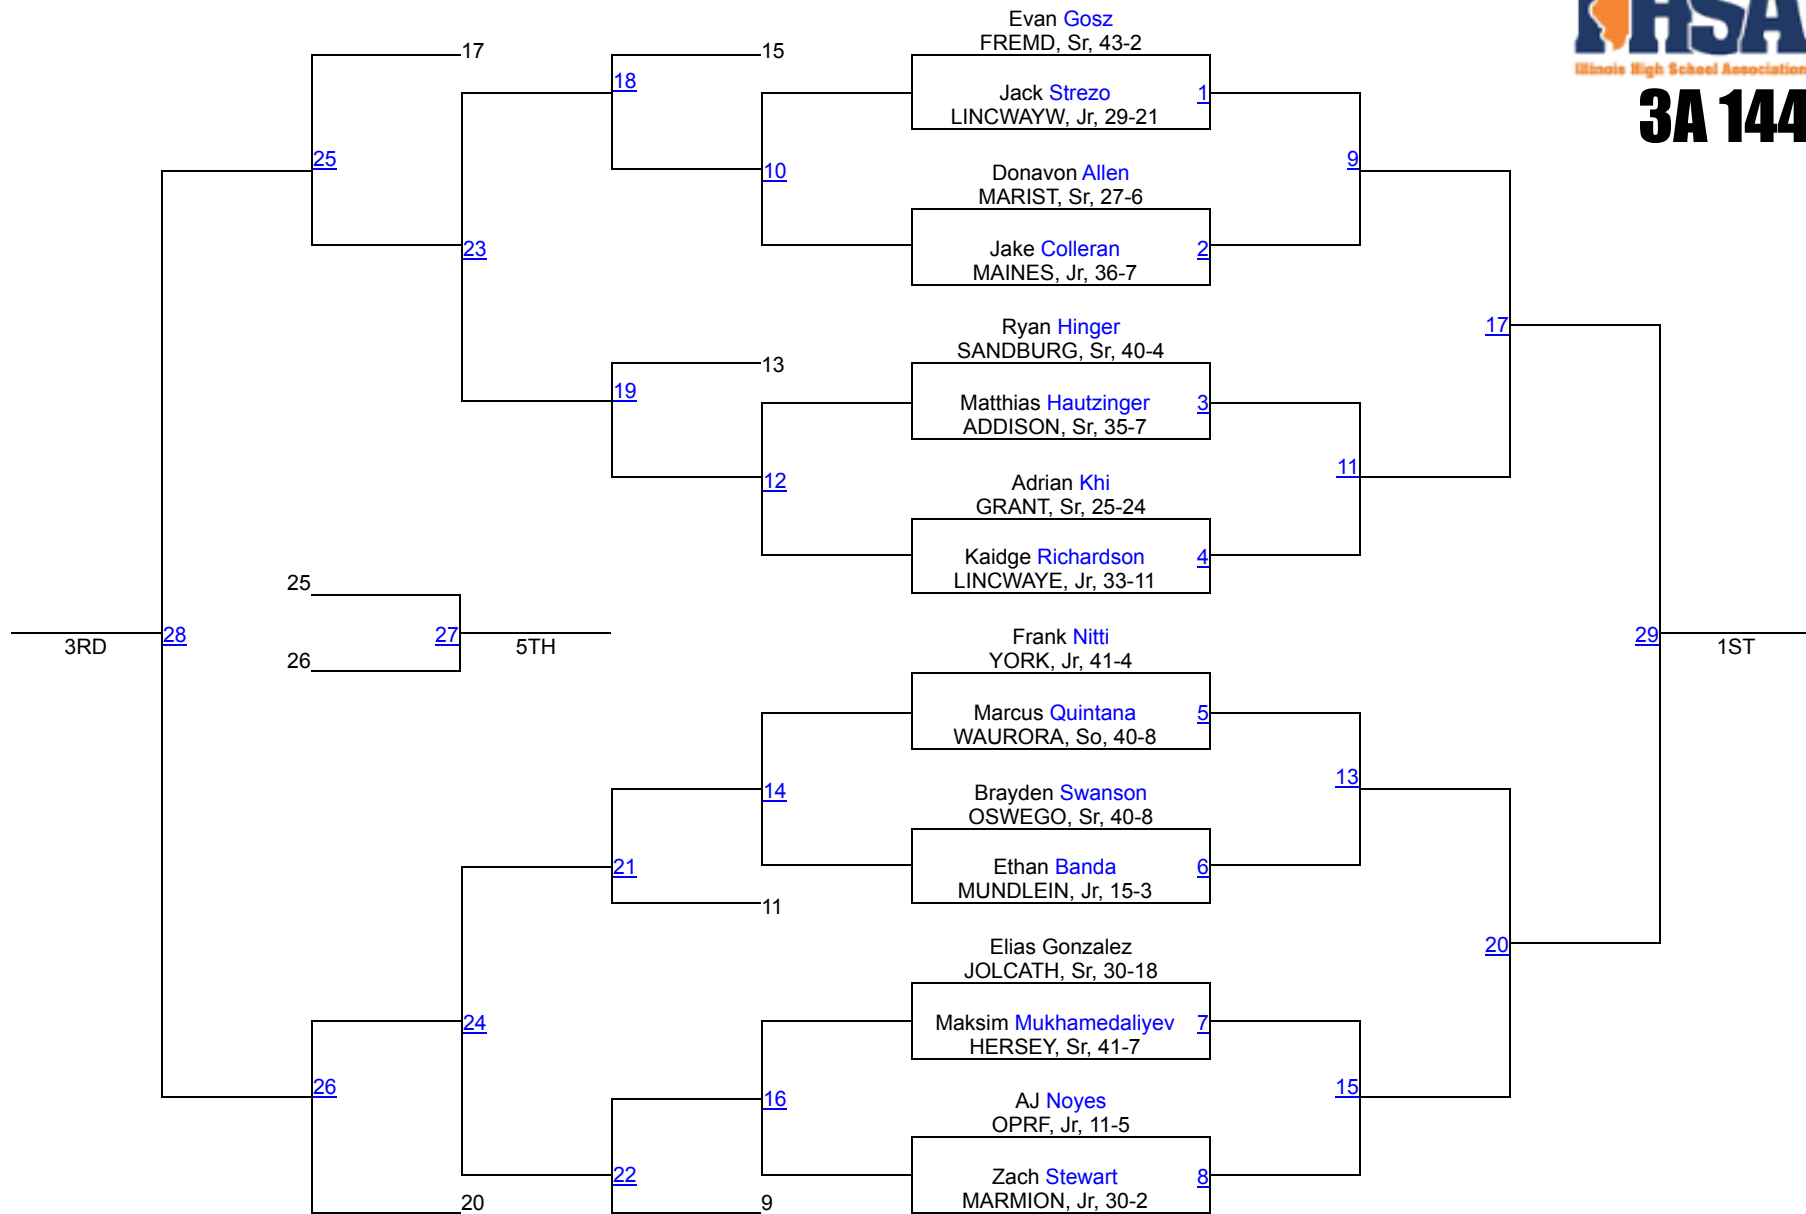 Evan Gosz
FREMD, Sr, 43-2
HSA
Illinois High School Association
3A 144
17
15
18
Jack Strezo
LINCWAYW, Jr, 29-21
1
25
10
9
Donavon Allen
MARIST, Sr, 27-6
23
Jake Colleran
MAINES, Jr, 36-7
2
Ryan Hinger
SANDBURG, Sr, 40-4
17
13
19
Matthias Hautzinger
ADDISON, Sr, 35-7
3
12
11
Adrian Khi
GRANT, Sr, 25-24
Kaidge Richardson
LINCWAYE, Jr, 33-11
4
25
3RD
28
27
5TH
26
Frank Nitti
YORK, Jr, 41-4
29
1ST
Marcus Quintana
WAURORA, So, 40-8
5
14
13
Brayden Swanson
OSWEGO, Sr, 40-8
21
Ethan Banda
MUNDLEIN, Jr, 15-3
6
11
Elias Gonzalez
JOLCATH, Sr, 30-18
20
24
Maksim Mukhamedaliyev
HERSEY, Sr, 41-7
7
26
16
15
AJ Noyes
OPRF, Jr, 11-5
22
Zach Stewart
MARMION, Jr, 30-2
8
20
9